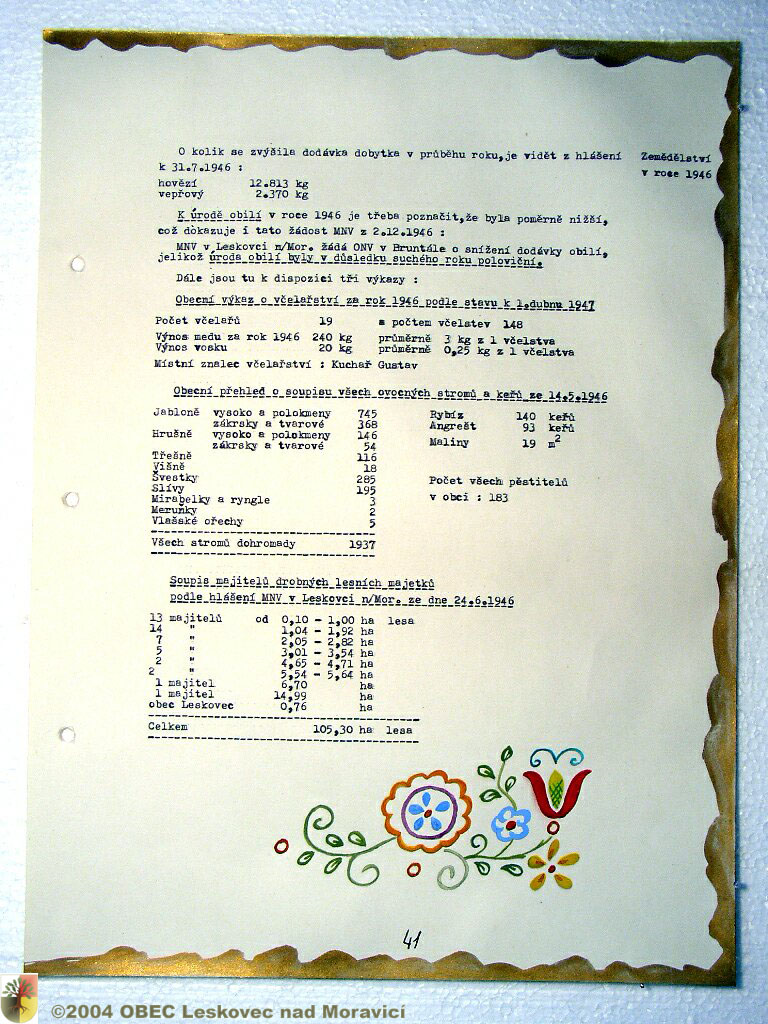 O kolik se zvýšila dodávka dobytka v průběhu roku,je vidět z hlášení
k 31.7.1946 :
Zemědělství
v roce 1946
hovězí 12.813 kg
vepřový 2.370 kg
K úrodě obilí v roce 1946 je třeba poznačit,že byla poměrně nižší,
což dokazuje i tato žádost MNV z 2.12.1946 :
MNV v Leskovci n/Mor. žádá ONV v Bruntále o snížení dodávky obilí,
jelikož úroda obilí byly v důsledku suchého roku poloviční.
Dále jsou tu k dispozici tři výkazy :
Obecní výkaz o včelařství za rok 1946 podle stavu k 1.dubnu 1947
Počet včelařů 19 s počtem včelstev 148
Výnos medu za rok 1946 240 kg průměrně 3 kg z 1 včelstva
Výnos vosku 20 kg průměrně 0,25 kg z 1 včelstva
Místní znalec včelařství : Kuchař Gustav
Obecní přehled o soupisu všech ovocných stromů a keřů ze 14.5.1946
Jabloně vysoko a polokmeny 745 Rybíz 140 keřů
zákrsky a tvarové 368 Angrešt 93 keřů
Hrušně vysoko a polokmeny 146 Maliny 19 m2
zákrsky a tvarové 54
Třešně 116
Višně 18
Švestky 285 Počet všech pěstitelů
Slívy 195 v obci : 183
Mirabelky a ryngle 3
Meruňky 2
Vlašské ořechy 5
Všech stromů dohromady 1937
Soupis majitelů drobných lesních majetků
podle hlášení MNV v Leskovci n/Mor. ze dne 24.6.1946
13 majitelů od 0,10 - 1,00 ha lesa
14 " 1,04 - 1,92 ha
7 " 2,05 - 2,82 ha
5 " 3,01 - 3,54 ha
2 " 4,65 - 4,71 ha
2 " 5,54 - 5,64 ha
1 majitel 6,70 ha
1 majitel 14,99 ha
obec Leskovec 0,76 ha
Celkem 105,30 ha lesa
41
©2004 OBEC Leskovec nad Moravicí